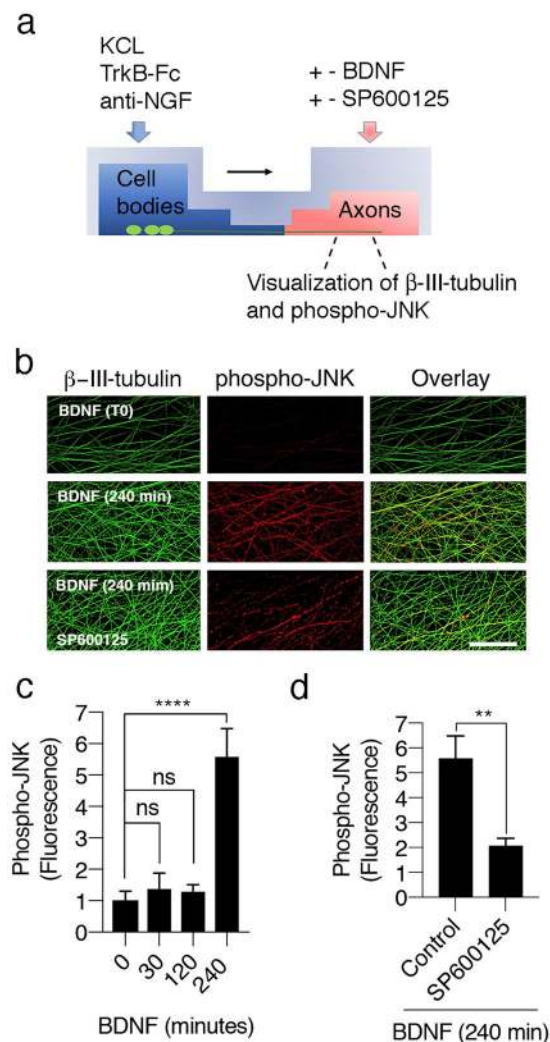 a
KCL
TrkB-Fc
anti-NGF
+ - BDNF
+ - SP600125
Cell
bodies
Axons
Visualization of β-III-tubulin
and phospho-JNK
b
β–III-tubulin
phospho-JNK
Overlay
BDNF (T0)
BDNF (240 min)
BDNF (240 mim)
SP600125
c
Phospho-JNK
(Fluorescence)
7
6
5
4
3
2
1
0
****
ns
ns
0
30
120
240
BDNF (minutes)
d
Phospho-JNK
(Fluorescence)
7
6
5
4
3
2
1
0
**
Control
SP600125
BDNF (240 min)